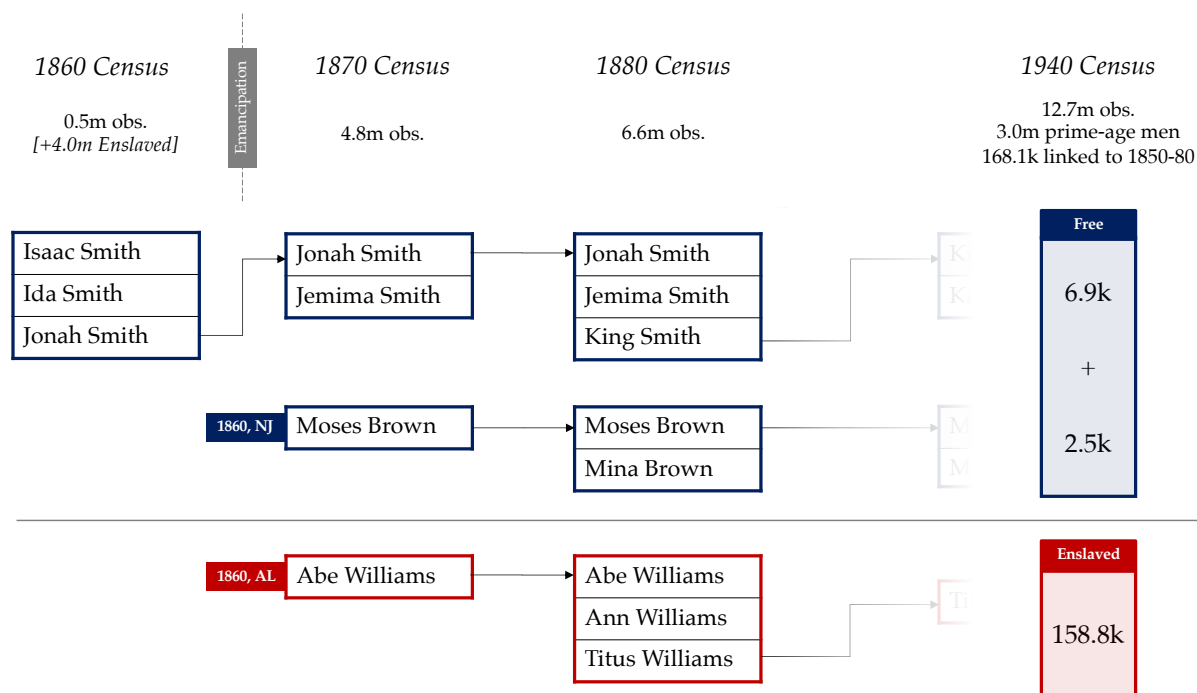 1860 Census
Emancipation
1870 Census
1880 Census
1940 Census
0.5m obs.
[+4.0m Enslaved]
4.8m obs.
6.6m obs.
12.7m obs.
3.0m prime-age men
168.1k linked to 1850-80
Isaac Smith
Ida Smith
Jonah Smith
Jonah Smith
Jemima Smith
Jonah Smith
Jemima Smith
King Smith
Free
6.9k
+
2.5k
1860, NJ
Moses Brown
Moses Brown
Mina Brown
1860, AL
Abe Williams
Abe Williams
Ann Williams
Titus Williams
Enslaved
158.8k